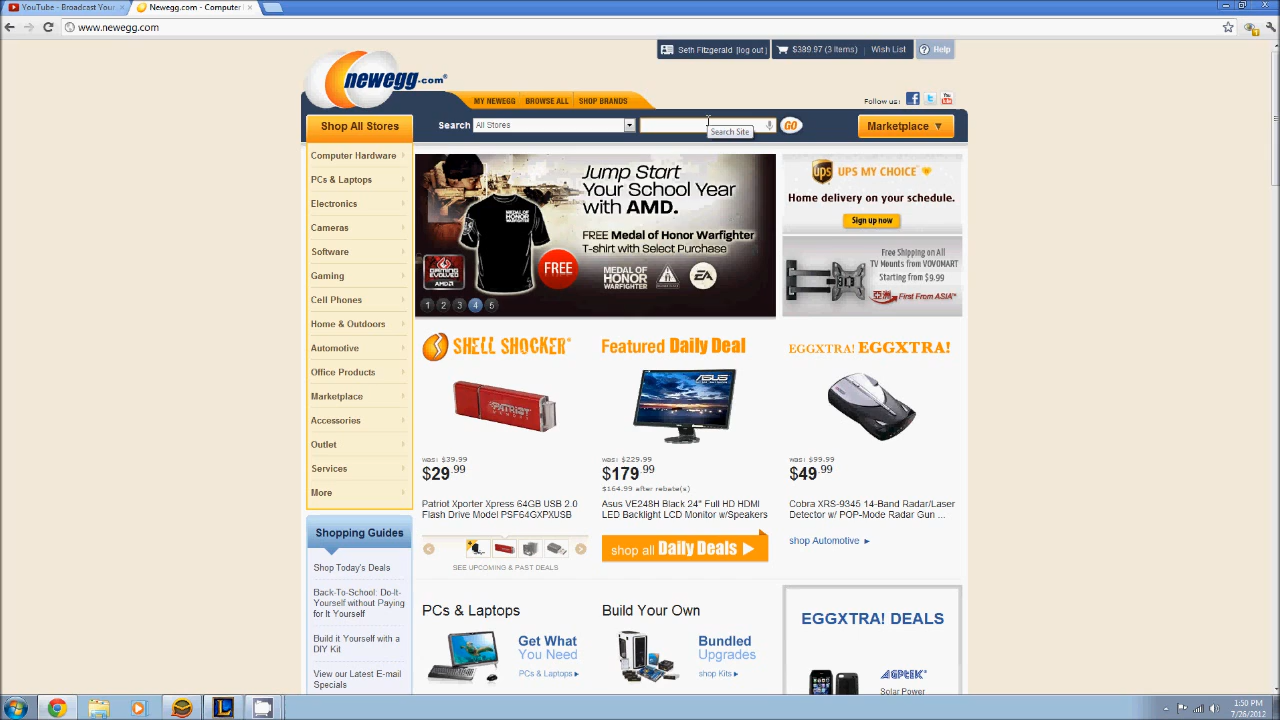 YouTube - Broadcast Your
Newegg.com - Computer
www.newegg.com
Seth Fitzgerald [log out]
$389.97 (3 Items)
Wish List
Help
newegg.com
MY NEWEGG
BROWSE ALL
SHOP BRANDS
Follow us:
Shop All Stores
Search
All Stores
GO
Search Site
Marketplace ▼
Computer Hardware
PCs & Laptops
Electronics
Cameras
Software
Gaming
Cell Phones
Home & Outdoors
Automotive
Office Products
Marketplace
Accessories
Outlet
Services
More
Jump Start
Your School Year
with AMD.
FREE Medal of Honor Warfighter
T-shirt with Select Purchase
MEDAL OF
HONOR
WARFIGHTER
FREE
GAMING
EVOLVED
AMD
MEDAL OF
HONOR
WARFIGHTER
EA
1 2 3 4 5
UPS MY CHOICE
Home delivery on your schedule.
Sign up now
Free Shipping on All
TV Mounts from VOVOMART
Starting from $9.99
First From ASIA
SHELL SHOCKER
was: $39.99
$29.99
Patriot Xporter Xpress 64GB USB 2.0
Flash Drive Model PSF64GXPXUSB
SEE UPCOMING & PAST DEALS
Featured Daily Deal
ASUS
was: $229.99
$179.99
$164.99 after rebate(s)
Asus VE248H Black 24" Full HD HDMI
LED Backlight LCD Monitor w/Speakers
shop all Daily Deals
EGGXTRA! EGGXTRA!
was: $99.99
$49.99
Cobra XRS-9345 14-Band Radar/Laser
Detector w/ POP-Mode Radar Gun ...
shop Automotive
Shopping Guides
Shop Today's Deals
Back-To-School: Do-It-
Yourself without Paying
for It Yourself
Build it Yourself with a
DIY Kit
View our Latest E-mail
Specials
PCs & Laptops
Get What
You Need
PCs & Laptops
Build Your Own
Bundled
Upgrades
shop Kits
EGGXTRA! DEALS
Solar Power
1:50 PM
7/26/2012